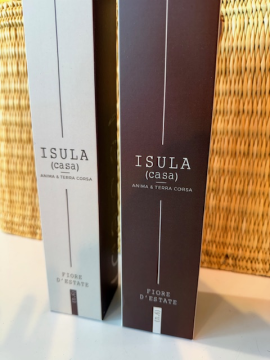 ISULA
(casa)
ANIMA & TERRA CORSA
FIORE
D'ESTATE
ISULA
(casa)
ANIMA & TERRA CORSA
FIORE
D'ESTATE